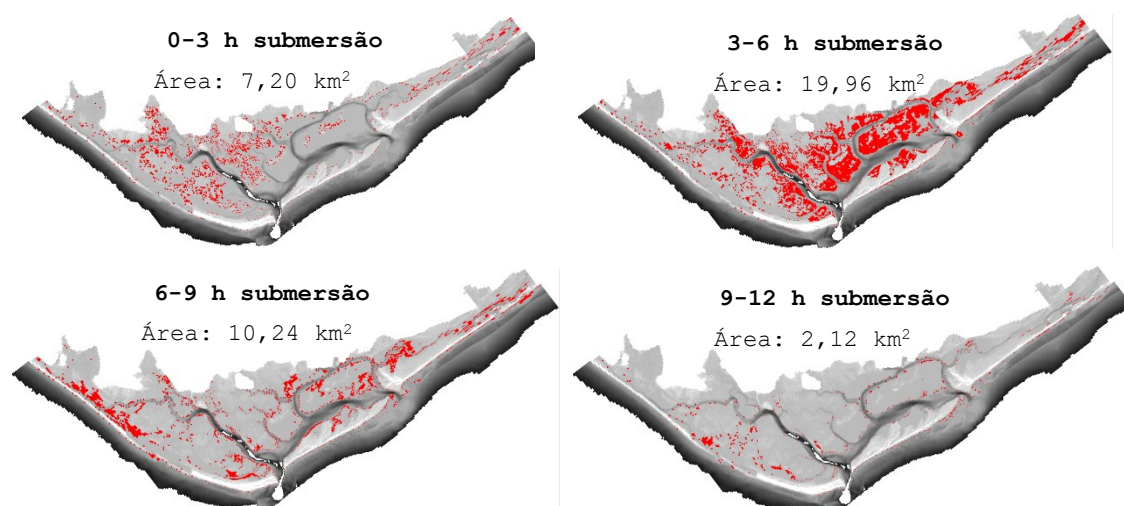 0-3 h submersão
Área: 7,20 km²
3-6 h submersão
Área: 19,96 km²
6-9 h submersão
Área: 10,24 km²
9-12 h submersão
Área: 2,12 km²